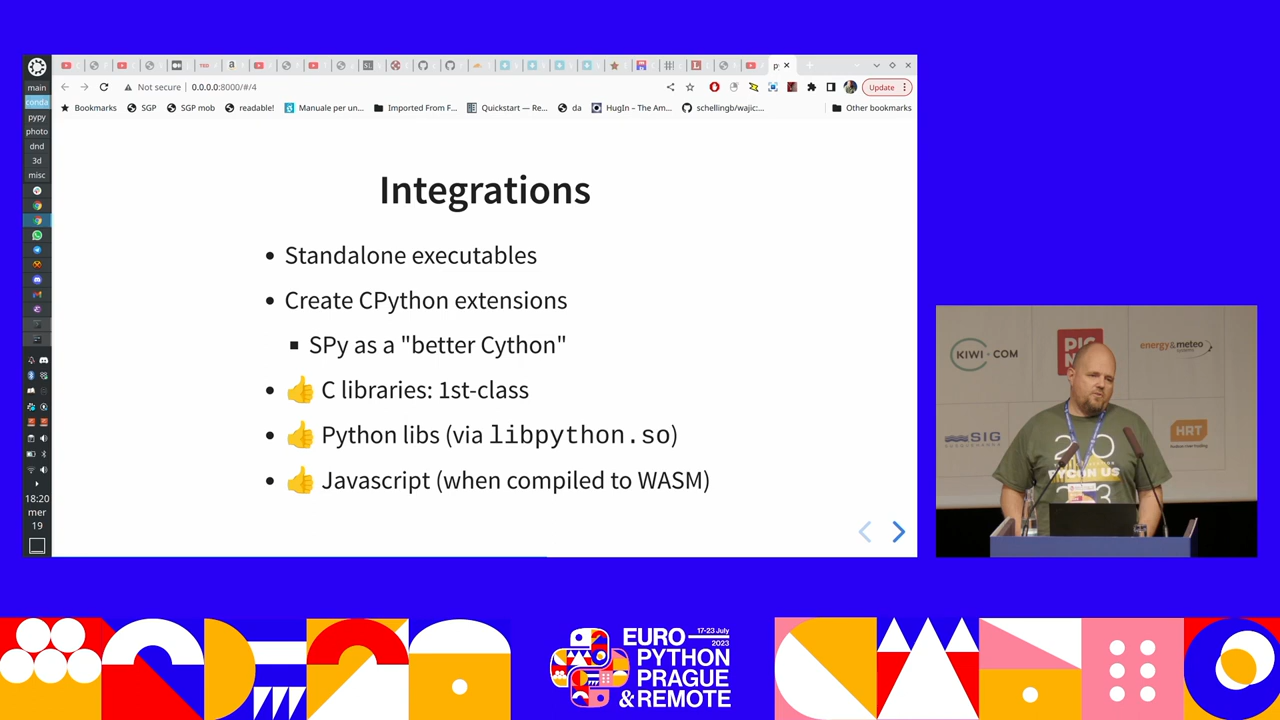 main
conda
pypy
photo
dnd
3d
misc
18:20
mer
19
Not secure
0.0.0.0:8000/#/4
Update
Bookmarks
SGP
SGP mob
readable!
Manuale per un...
Imported From F...
Quickstart — Re...
da
HugIn – The Am...
schellingb/wajic:...
Other bookmarks
Integrations
Standalone executables
Create CPython extensions
SPy as a "better Cython"
👍 C libraries: 1st-class
👍 Python libs (via libpython.so)
👍 Javascript (when compiled to WASM)
KIWI•COM
energy&meteo
systems
SIG
HRT
PYCON US
EURO
17-23 July
2023
PYTHON
PRAGUE
& REMOTE